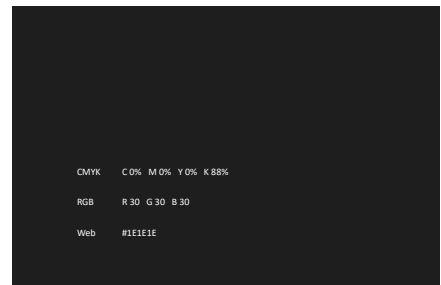 CMYK C 0% M 0% Y 0% K 88%
RGB R 30 G 30 B 30
Web #1E1E1E